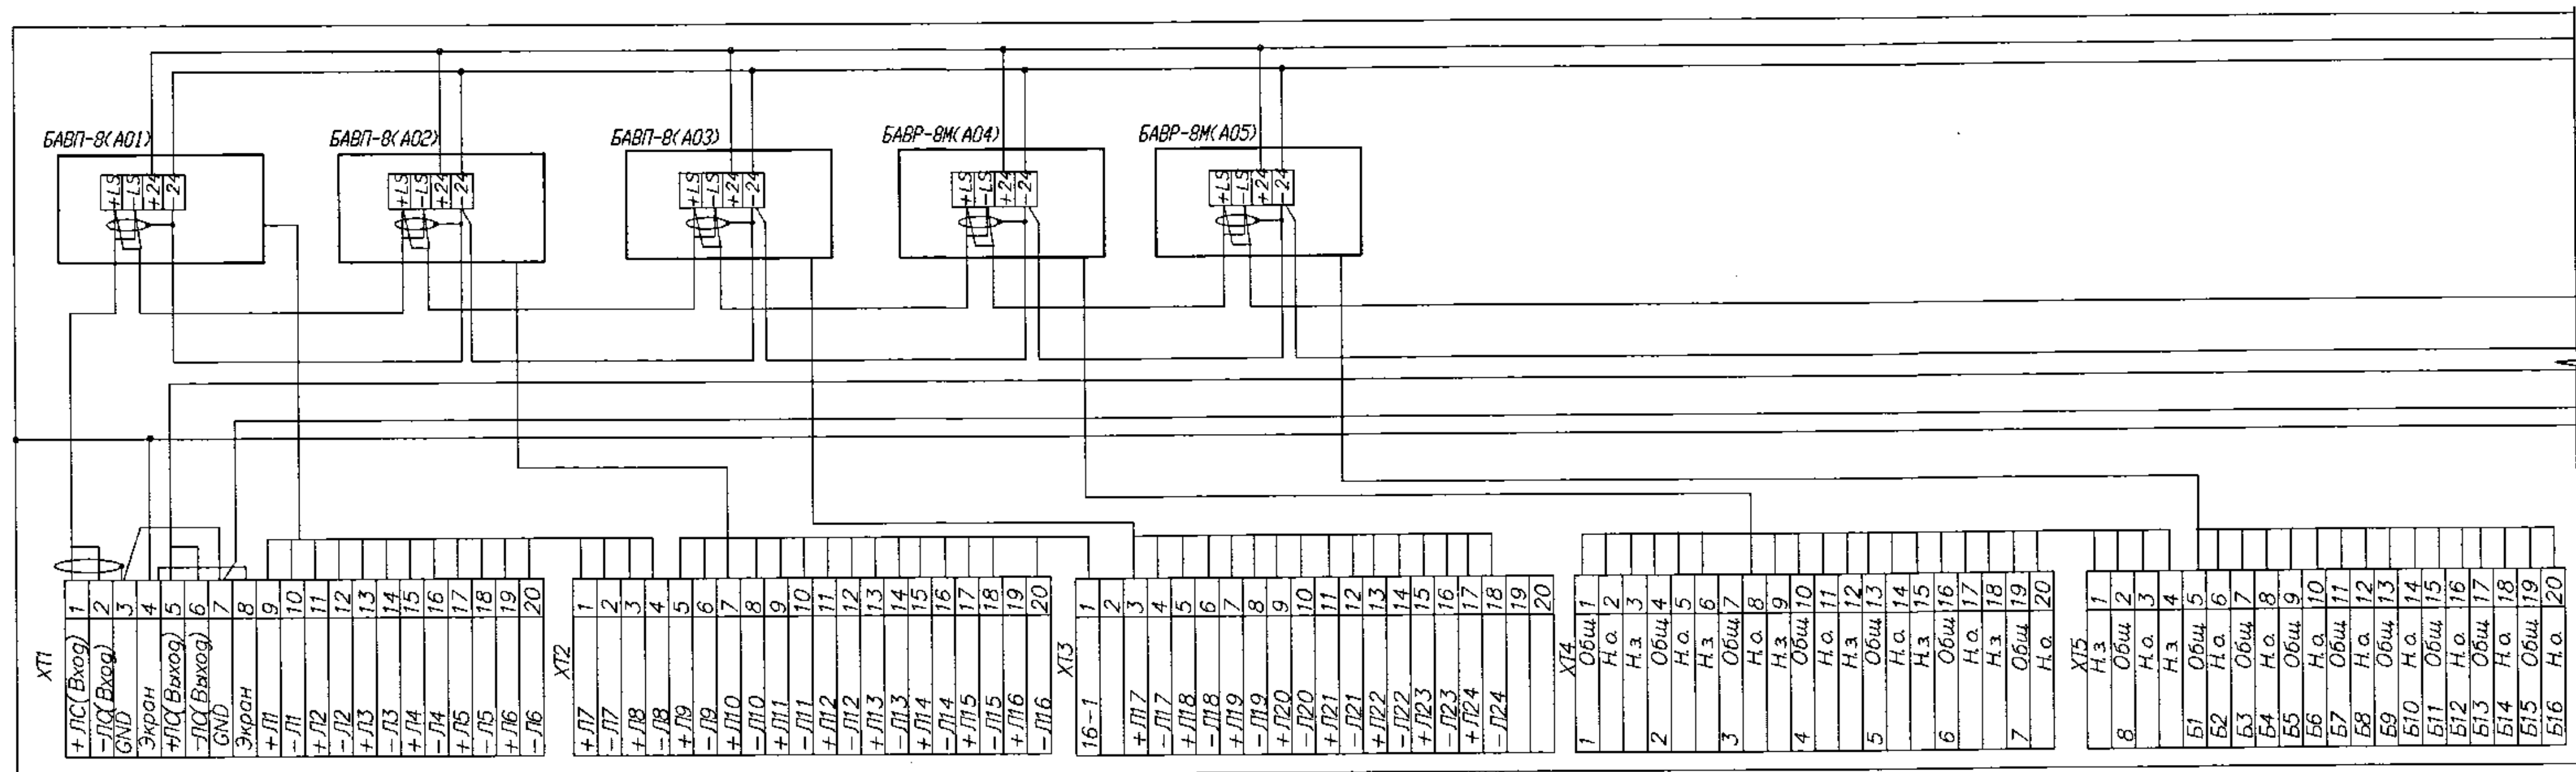 БАВП-8(А01)
БАВП-8(А02)
БАВП-8(А03)
БАВР-8М(А04)
БАВР-8М(А05)
+LS
-LS
+24
-24
+LS
-LS
+24
-24
+LS
-LS
+24
-24
+LS
-LS
+24
-24
+LS
-LS
+24
-24
ХТ1
+ЛС(Вход) 1
-ЛС(Вход) 2
GND 3
Экран 4
+ЛС(Выход) 5
-ЛС(Выход) 6
GND 7
Экран 8
+Л1 9
-Л1 10
+Л2 11
-Л2 12
+Л3 13
-Л3 14
+Л4 15
-Л4 16
+Л5 17
-Л5 18
+Л6 19
-Л6 20
ХТ2
+Л7 1
-Л7 2
+Л8 3
-Л8 4
+Л9 5
-Л9 6
+Л10 7
-Л10 8
+Л11 9
-Л11 10
+Л12 11
-Л12 12
+Л13 13
-Л13 14
+Л14 15
-Л14 16
+Л15 17
-Л15 18
+Л16 19
-Л16 20
ХТ3
16-1 1
2
+Л17 3
-Л17 4
+Л18 5
-Л18 6
+Л19 7
-Л19 8
+Л20 9
-Л20 10
+Л21 11
-Л21 12
+Л22 13
-Л22 14
+Л23 15
-Л23 16
+Л24 17
-Л24 18
19
20
ХТ4
1 Общ 1
Н.о. 2
Н.з. 3
2 Общ 4
Н.о. 5
Н.з. 6
3 Общ 7
Н.о. 8
Н.з. 9
4 Общ 10
Н.о. 11
Н.з. 12
5 Общ 13
Н.о. 14
Н.з. 15
6 Общ 16
Н.о. 17
Н.з. 18
7 Общ 19
Н.о. 20
ХТ5
Н.з. 1
8 Общ 2
Н.о. 3
Н.з. 4
Б1 Общ 5
Б2 Н.о. 6
Б3 Общ 7
Б4 Н.о. 8
Б5 Общ 9
Б6 Н.о. 10
Б7 Общ 11
Б8 Н.о. 12
Б9 Общ 13
Б10 Н.о. 14
Б11 Общ 15
Б12 Н.о. 16
Б13 Общ 17
Б14 Н.о. 18
Б15 Общ 19
Б16 Н.о. 20